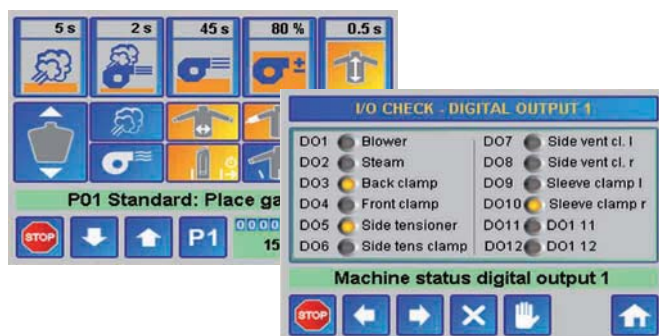 5 s 2 s 45 s 80 % 0.5 s
P01 Standard: Place ga
STOP P1 0000
15
I/O CHECK - DIGITAL OUTPUT 1
DO1 Blower
DO2 Steam
DO3 Back clamp
DO4 Front clamp
DO5 Side tensioner
DO6 Side tens clamp
DO7 Side vent cl. l
DO8 Side vent cl. r
DO9 Sleeve clamp l
DO10 Sleeve clamp r
DO11 DO1 11
DO12 DO1 12
Machine status digital output 1
STOP